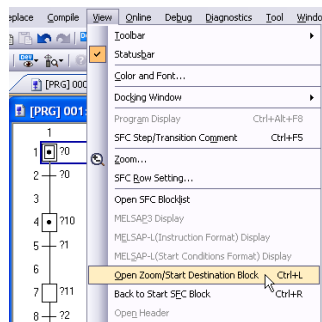 eplace Compile View Online Debug Diagnostics Tool Windo
Toolbar
Statusbar
Color and Font...
Docking Window
Program Display Ctrl+Alt+F8
SFC Step/Transition Comment Ctrl+F5
Zoom...
SFC Row Setting...
Open SFC Blocklist
MELSAP3 Display
MELSAP-L(Instruction Format) Display
MELSAP-L(Start Conditions Format) Display
Open Zoom/Start Destination Block Ctrl+L
Back to Start SFC Block Ctrl+R
Open Header
[PRG] 000
[PRG] 001:
1
1 ?0
2 ?0
3
4 ?10
5 ?1
6
7 ?11
8 ?2